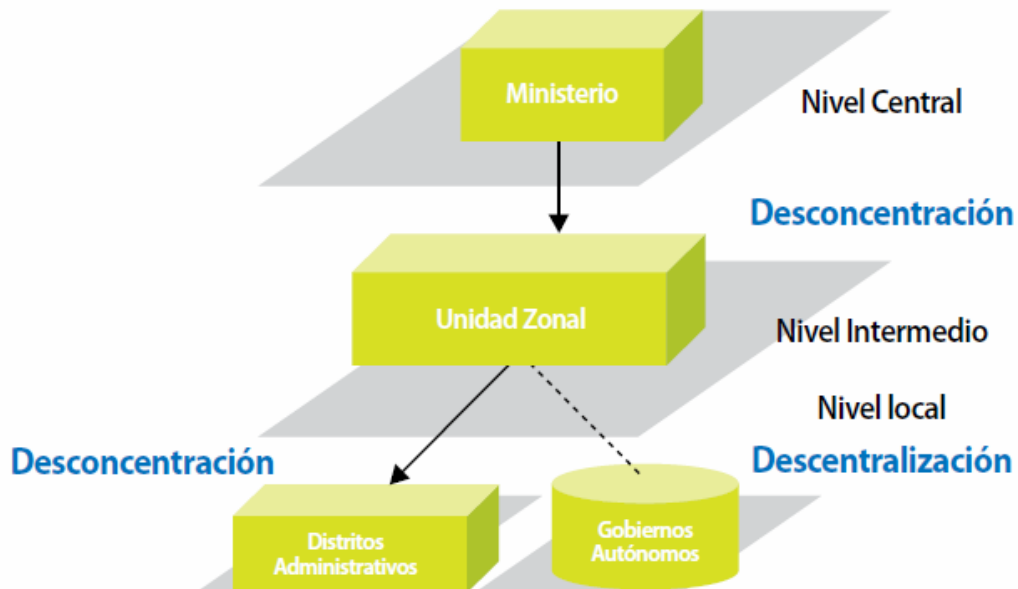 Ministerio
Nivel Central
Desconcentración
Unidad Zonal
Nivel Intermedio
Nivel local
Desconcentración
Descentralización
Distritos
Administrativos
Gobiernos
Autónomos